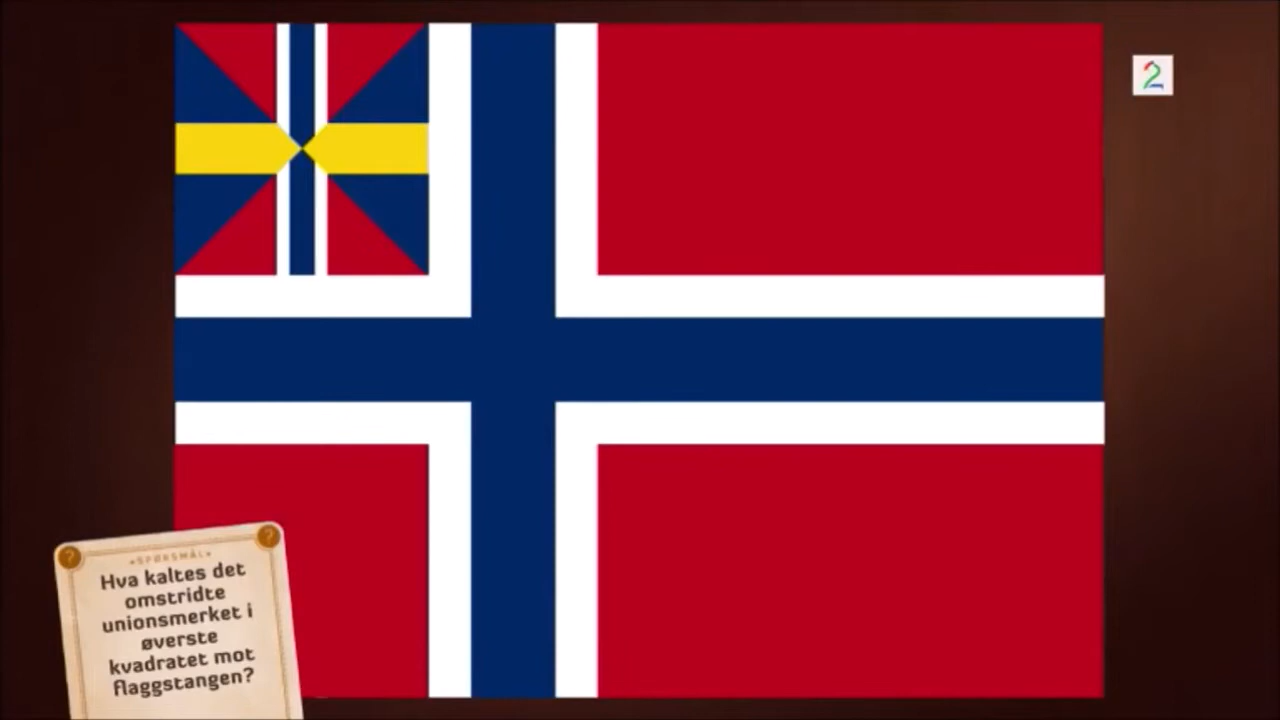 2
«SPØRSMÅL»
Hva kaltes det
omstridte
unionsmerket i
øverste
kvadratet mot
flaggstangen?